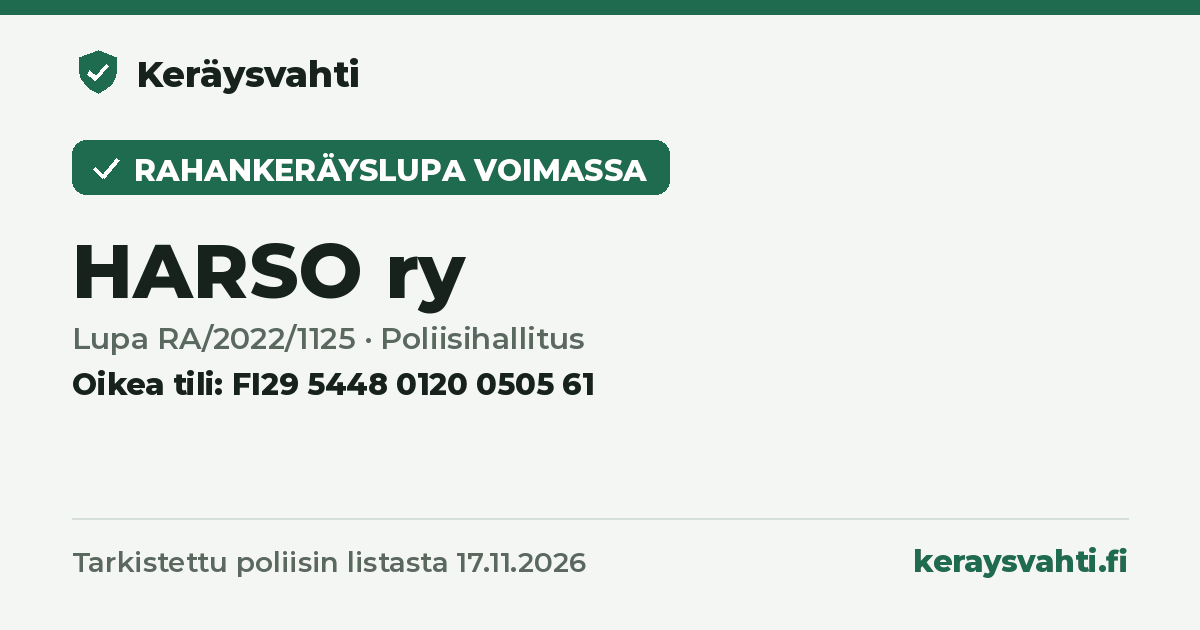 Keräysvahti
RAHANKERÄYSLUPA VOIMASSA
HARSO ry
Lupa RA/2022/1125 · Poliisihallitus
Oikea tili: FI29 5448 0120 0505 61
Tarkistettu poliisin listasta 17.11.2026
keraysvahti.fi